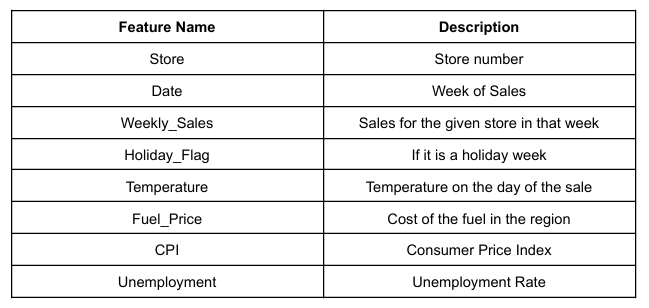 Feature Name Description
Store Store number
Date Week of Sales
Weekly_Sales Sales for the given store in that week
Holiday_Flag If it is a holiday week
Temperature Temperature on the day of the sale
Fuel_Price Cost of the fuel in the region
CPI Consumer Price Index
Unemployment Unemployment Rate